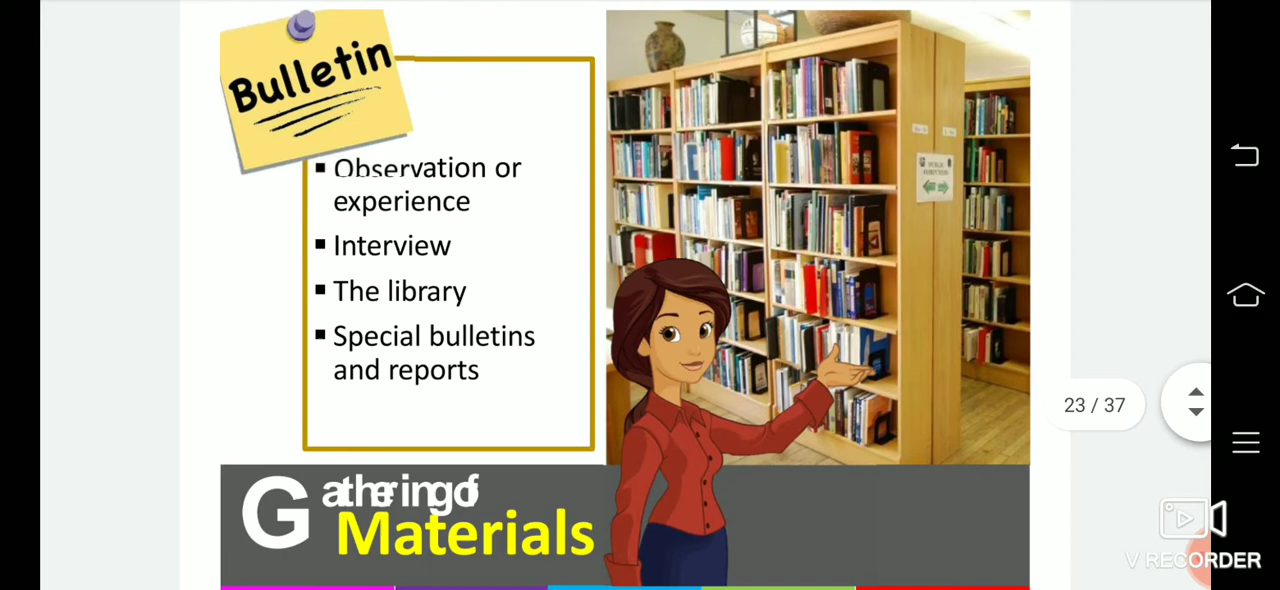 Bulletin
▪ Observation or
experience
▪ Interview
▪ The library
▪ Special bulletins
and reports
Gathering of
Materials
23 / 37
V RECORDER